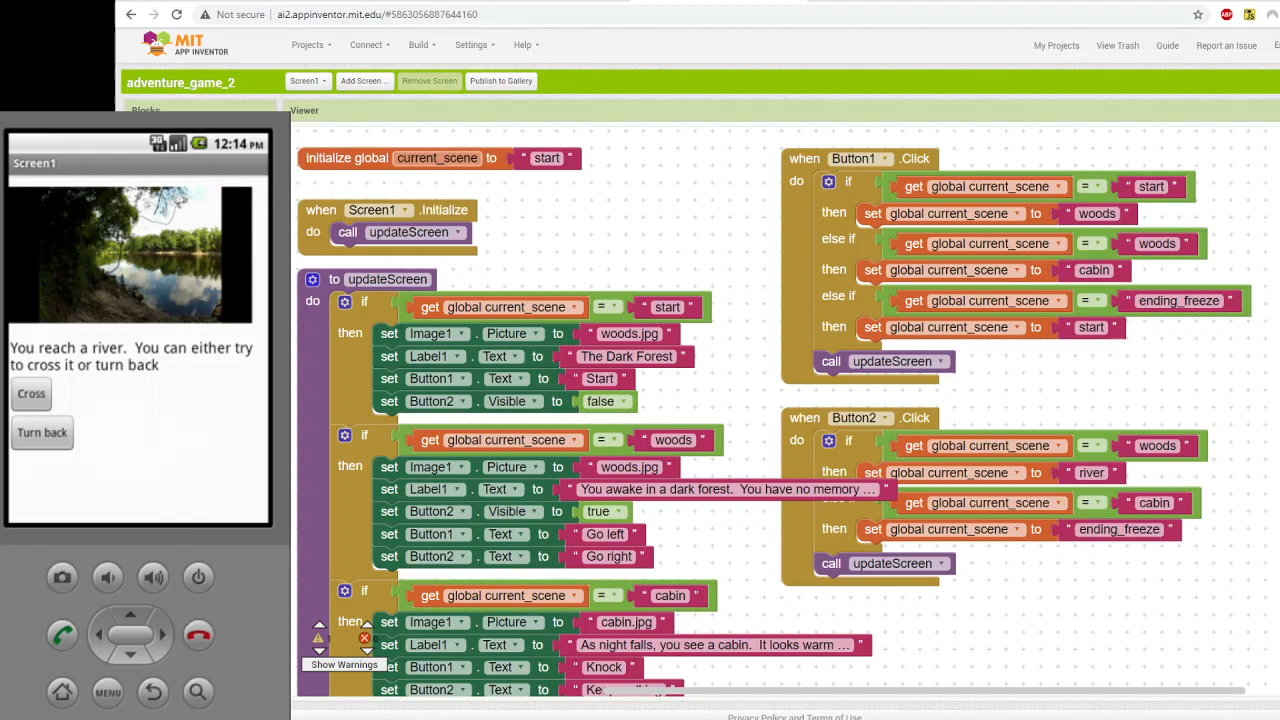 Not secure ai2.appinventor.mit.edu/#5863056887644160
ABP
MIT
APP INVENTOR
Projects Connect Build Settings Help My Projects View Trash Guide Report an Issue
adventure_game_2 Screen1 Add Screen ... Remove Screen Publish to Gallery
Blocks Viewer
12:14 PM
Screen1
You reach a river. You can either try
to cross it or turn back
Cross
Turn back
MENU
initialize global current_scene to " start "
when Screen1 .Initialize
do call updateScreen
to updateScreen
do if get global current_scene = " start "
then set Image1 . Picture to " woods.jpg "
set Label1 . Text to " The Dark Forest "
set Button1 . Text to " Start "
set Button2 . Visible to false
if get global current_scene = " woods "
then set Image1 . Picture to " woods.jpg "
set Label1 . Text to " You awake in a dark forest. You have no memory ... "
set Button2 . Visible to true
set Button1 . Text to " Go left "
set Button2 . Text to " Go right "
if get global current_scene = " cabin "
then set Image1 . Picture to " cabin.jpg "
set Label1 . Text to " As night falls, you see a cabin. It looks warm ... "
set Button1 . Text to " Knock "
set Button2 . Text to "
Show Warnings
when Button1 .Click
do if get global current_scene = " start "
then set global current_scene to " woods "
else if get global current_scene = " woods "
then set global current_scene to " cabin "
else if get global current_scene = " ending_freeze "
then set global current_scene to " start "
call updateScreen
when Button2 .Click
do if get global current_scene = " woods "
then set global current_scene to " river "
else if get global current_scene = " cabin "
then set global current_scene to " ending_freeze "
call updateScreen
Privacy Policy and Terms of Use